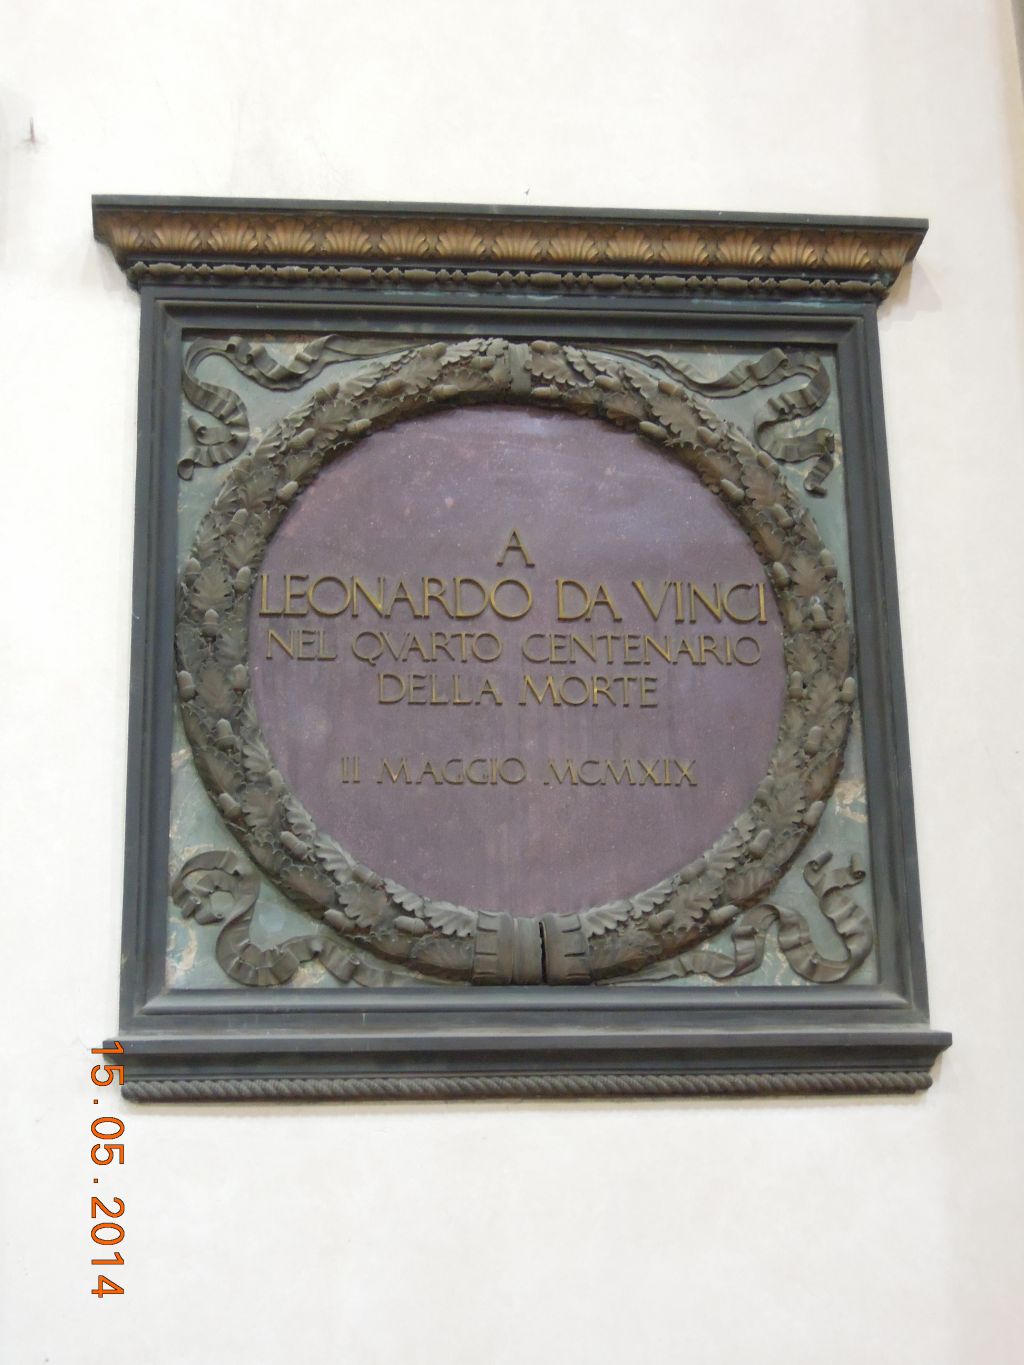 A
LEONARDO DA VINCI
NEL QVARTO CENTENARIO
DELLA MORTE
II MAGGIO MCMXIX
15.05.2014